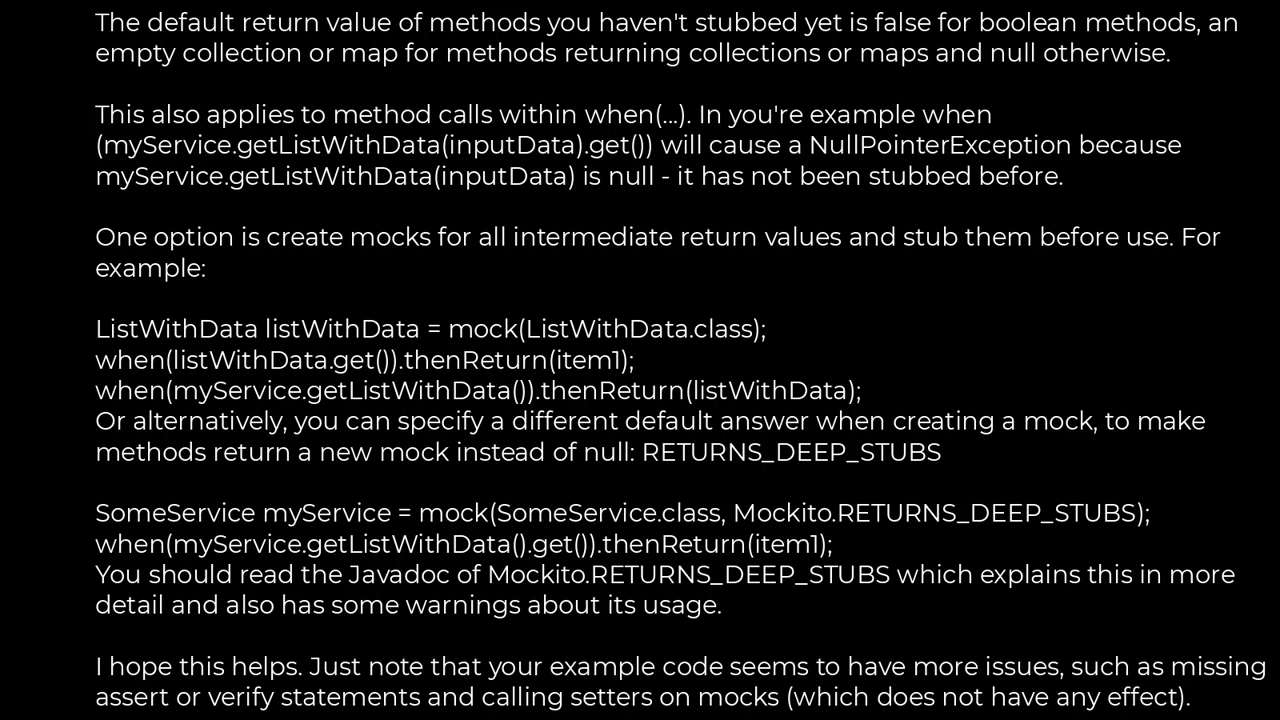 The default return value of methods you haven't stubbed yet is false for boolean methods, an
empty collection or map for methods returning collections or maps and null otherwise.
This also applies to method calls within when(...). In you're example when
(myService.getListWithData(inputData).get()) will cause a NullPointerException because
myService.getListWithData(inputData) is null - it has not been stubbed before.
One option is create mocks for all intermediate return values and stub them before use. For
example:
ListWithData listWithData = mock(ListWithData.class);
when(listWithData.get()).thenReturn(item1);
when(myService.getListWithData()).thenReturn(listWithData);
Or alternatively, you can specify a different default answer when creating a mock, to make
methods return a new mock instead of null: RETURNS_DEEP_STUBS
SomeService myService = mock(SomeService.class, Mockito.RETURNS_DEEP_STUBS);
when(myService.getListWithData().get()).thenReturn(item1);
You should read the Javadoc of Mockito.RETURNS_DEEP_STUBS which explains this in more
detail and also has some warnings about its usage.
I hope this helps. Just note that your example code seems to have more issues, such as missing
assert or verify statements and calling setters on mocks (which does not have any effect).